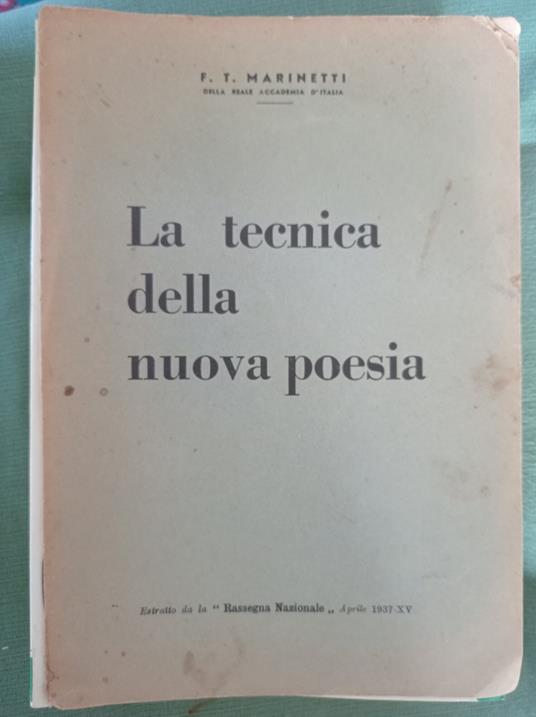 F. T. MARINETTI
DELLA REALE ACCADEMIA D'ITALIA
La tecnica
della
nuova poesia
Estratto da la “ Rassegna Nazionale „ Aprile 1937-XV